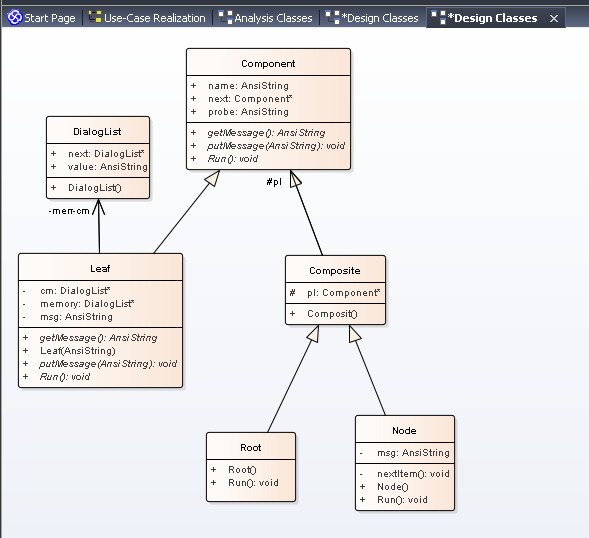 Start Page
Use-Case Realization
Analysis Classes
*Design Classes
*Design Classes
Component
+ name: AnsiString
+ next: Component*
+ probe: AnsiString
+ getMessage(): AnsiString
+ putMessage(AnsiString): void
+ Run(): void
DialogList
+ next: DialogList*
+ value: AnsiString
+ DialogList()
#pl
Leaf
- cm: DialogList*
- memory: DialogList*
- msg: AnsiString
+ getMessage(): AnsiString
+ Leaf(AnsiString)
+ putMessage(AnsiString): void
+ Run(): void
Composite
# pl: Component*
+ Composit()
Root
+ Root()
+ Run(): void
Node
- msg: AnsiString
- nextItem(): void
+ Node()
+ Run(): void